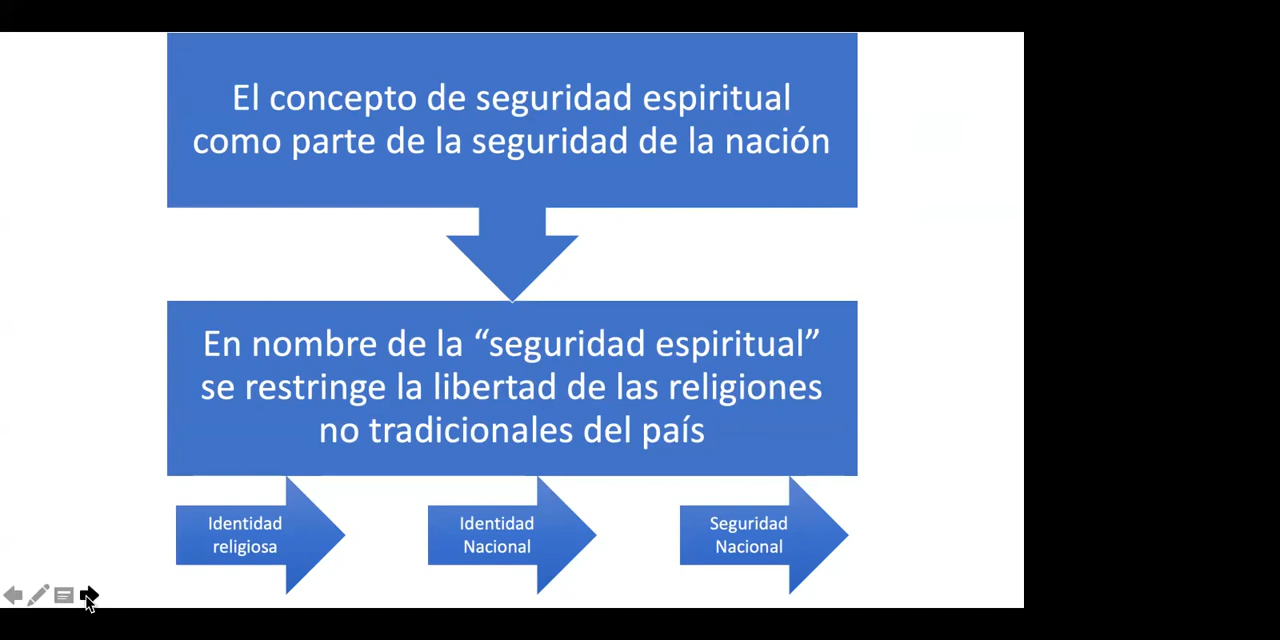 El concepto de seguridad espiritual
como parte de la seguridad de la nación
En nombre de la “seguridad espiritual”
se restringe la libertad de las religiones
no tradicionales del país
Identidad
religiosa
Identidad
Nacional
Seguridad
Nacional